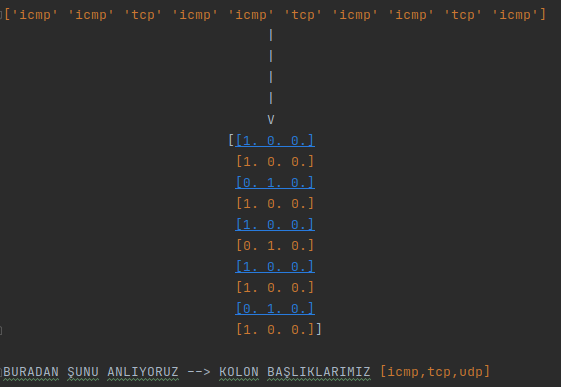 ['icmp' 'icmp' 'tcp' 'icmp' 'icmp' 'tcp' 'icmp' 'icmp' 'tcp' 'icmp']
|
|
|
|
V
[[1. 0. 0.]
[1. 0. 0.]
[0. 1. 0.]
[1. 0. 0.]
[1. 0. 0.]
[0. 1. 0.]
[1. 0. 0.]
[1. 0. 0.]
[0. 1. 0.]
[1. 0. 0.]]
BURADAN ŞUNU ANLIYORUZ --> KOLON BAŞLIKLARIMIZ [icmp,tcp,udp]